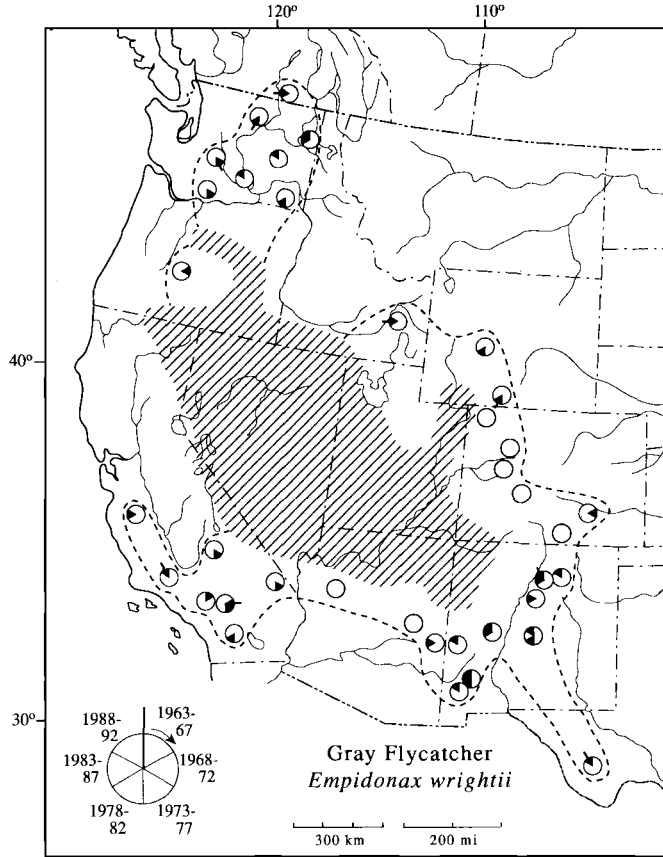 120º
110º
40º
30º
1988-
92
1963-
67
1983-
87
1968-
72
1978-
82
1973-
77
Gray Flycatcher
Empidonax wrightii
300 km
200 mi